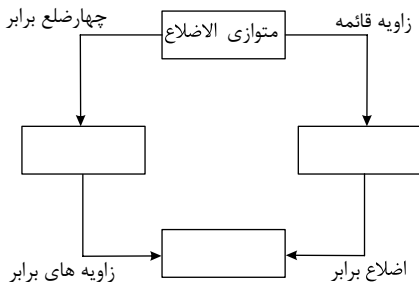 زاویه قائمه
متوازی الاضلاع
چهارضلع برابر
اضلاع برابر
زاویه های برابر